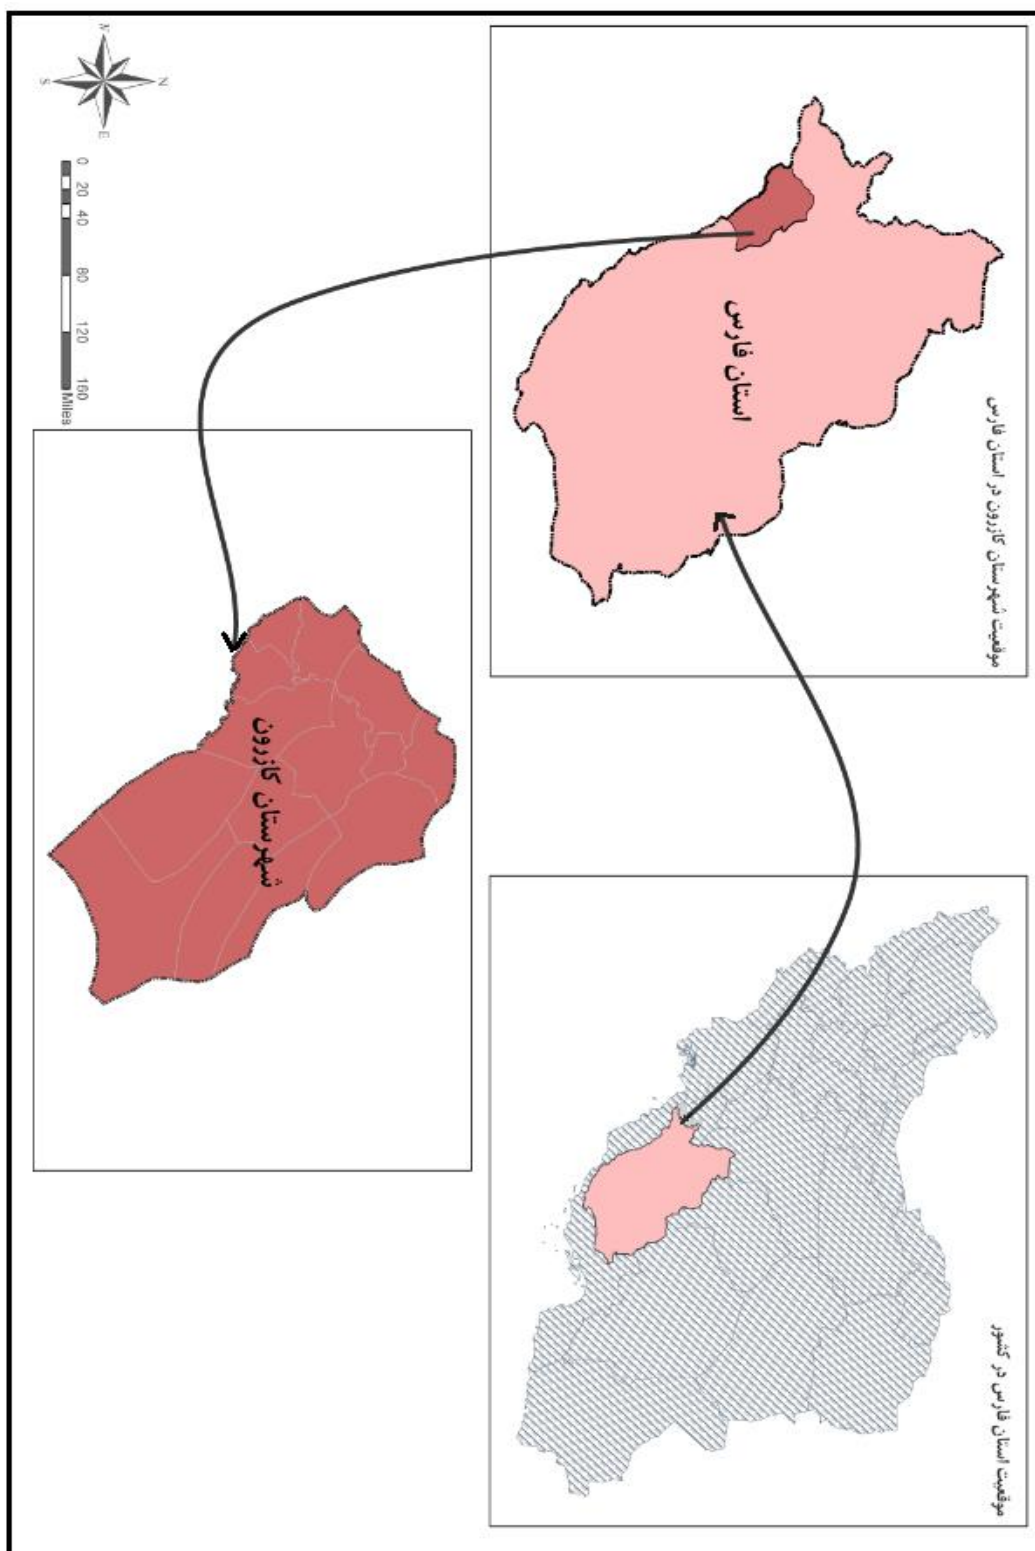 موقعیت استان فارس در کشور
موقعیت شهرستان کازرون در استان فارس
استان فارس
شهرستان کازرون
N
S
N
E
0 20 40 80 120 160
Miles